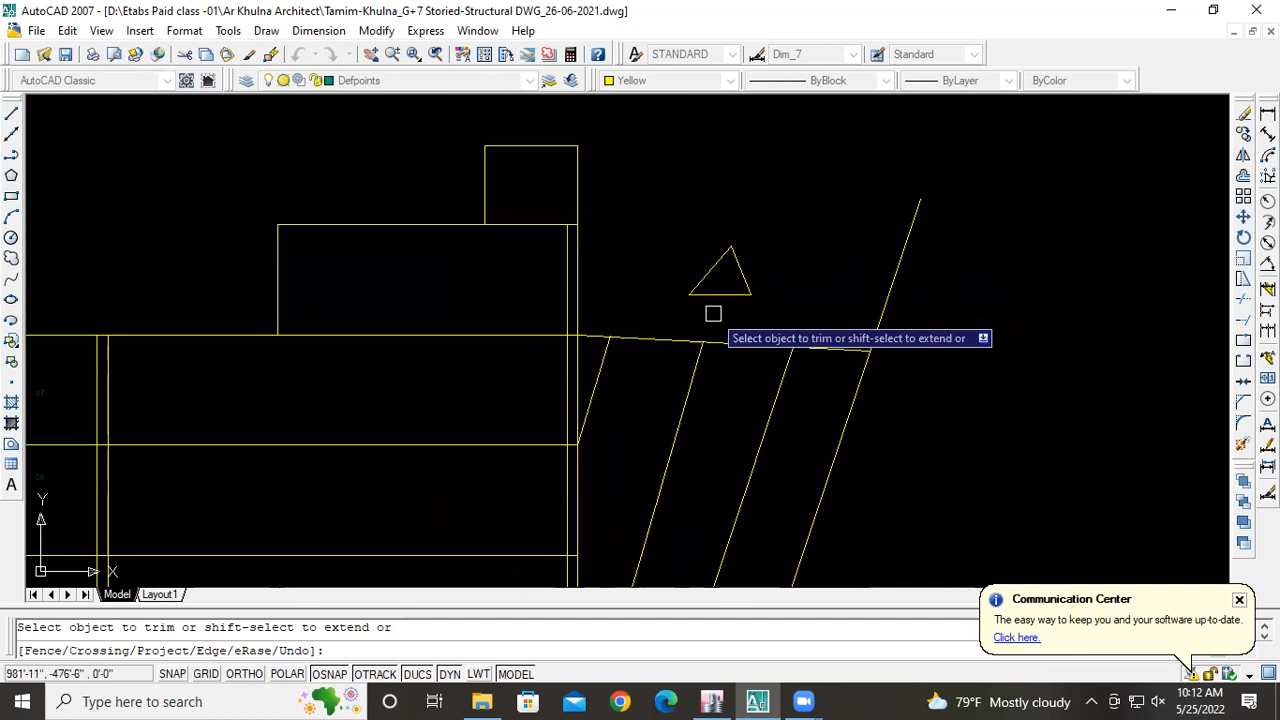 AutoCAD 2007 - [D:\Etabs Paid class -01\Ar Khulna Architect\Tamim-Khulna_G+7 Storied-Structural DWG_26-06-2021.dwg]
File Edit View Insert Format Tools Draw Dimension Modify Express Window Help
STANDARD Dim_7 Standard
AutoCAD Classic Defpoints Yellow ByBlock ByLayer ByColor
Select object to trim or shift-select to extend or
07
06
Y
X
Model Layout1
Communication Center
The easy way to keep you and your software up-to-date.
Click here.
Select object to trim or shift-select to extend or
[Fence/Crossing/Project/Edge/eRase/Undo]:
981'-11", -476'-6" , 0'-0" SNAP GRID ORTHO POLAR OSNAP OTRACK DUCS DYN LWT MODEL
Type here to search
79°F Mostly cloudy
10:12 AM
5/25/2022